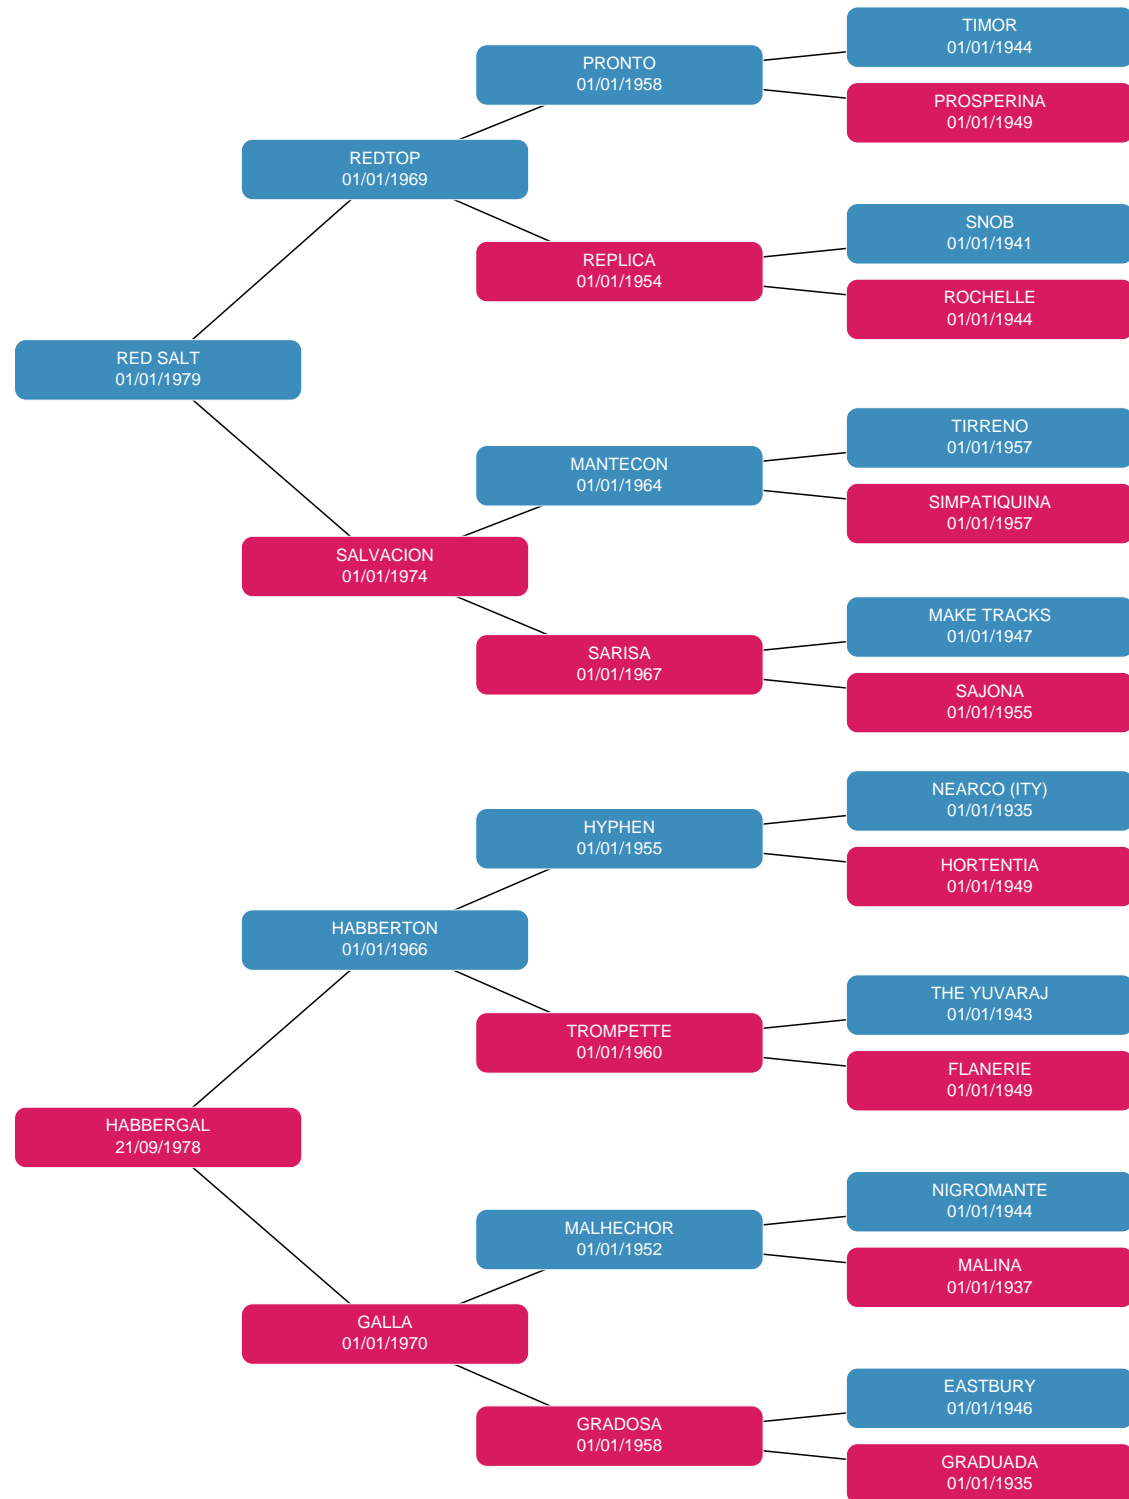 TIMOR
01/01/1944
PRONTO
01/01/1958
PROSPERINA
01/01/1949
REDTOP
01/01/1969
SNOB
01/01/1941
REPLICA
01/01/1954
ROCHELLE
01/01/1944
RED SALT
01/01/1979
TIRRENO
01/01/1957
MANTECON
01/01/1964
SIMPATIQUINA
01/01/1957
SALVACION
01/01/1974
MAKE TRACKS
01/01/1947
SARISA
01/01/1967
SAJONA
01/01/1955
NEARCO (ITY)
01/01/1935
HYPHEN
01/01/1955
HORTENTIA
01/01/1949
HABBERTON
01/01/1966
THE YUVARAJ
01/01/1943
TROMPETTE
01/01/1960
FLANERIE
01/01/1949
HABBERGAL
21/09/1978
NIGROMANTE
01/01/1944
MALHECHOR
01/01/1952
MALINA
01/01/1937
GALLA
01/01/1970
EASTBURY
01/01/1946
GRADOSA
01/01/1958
GRADUADA
01/01/1935